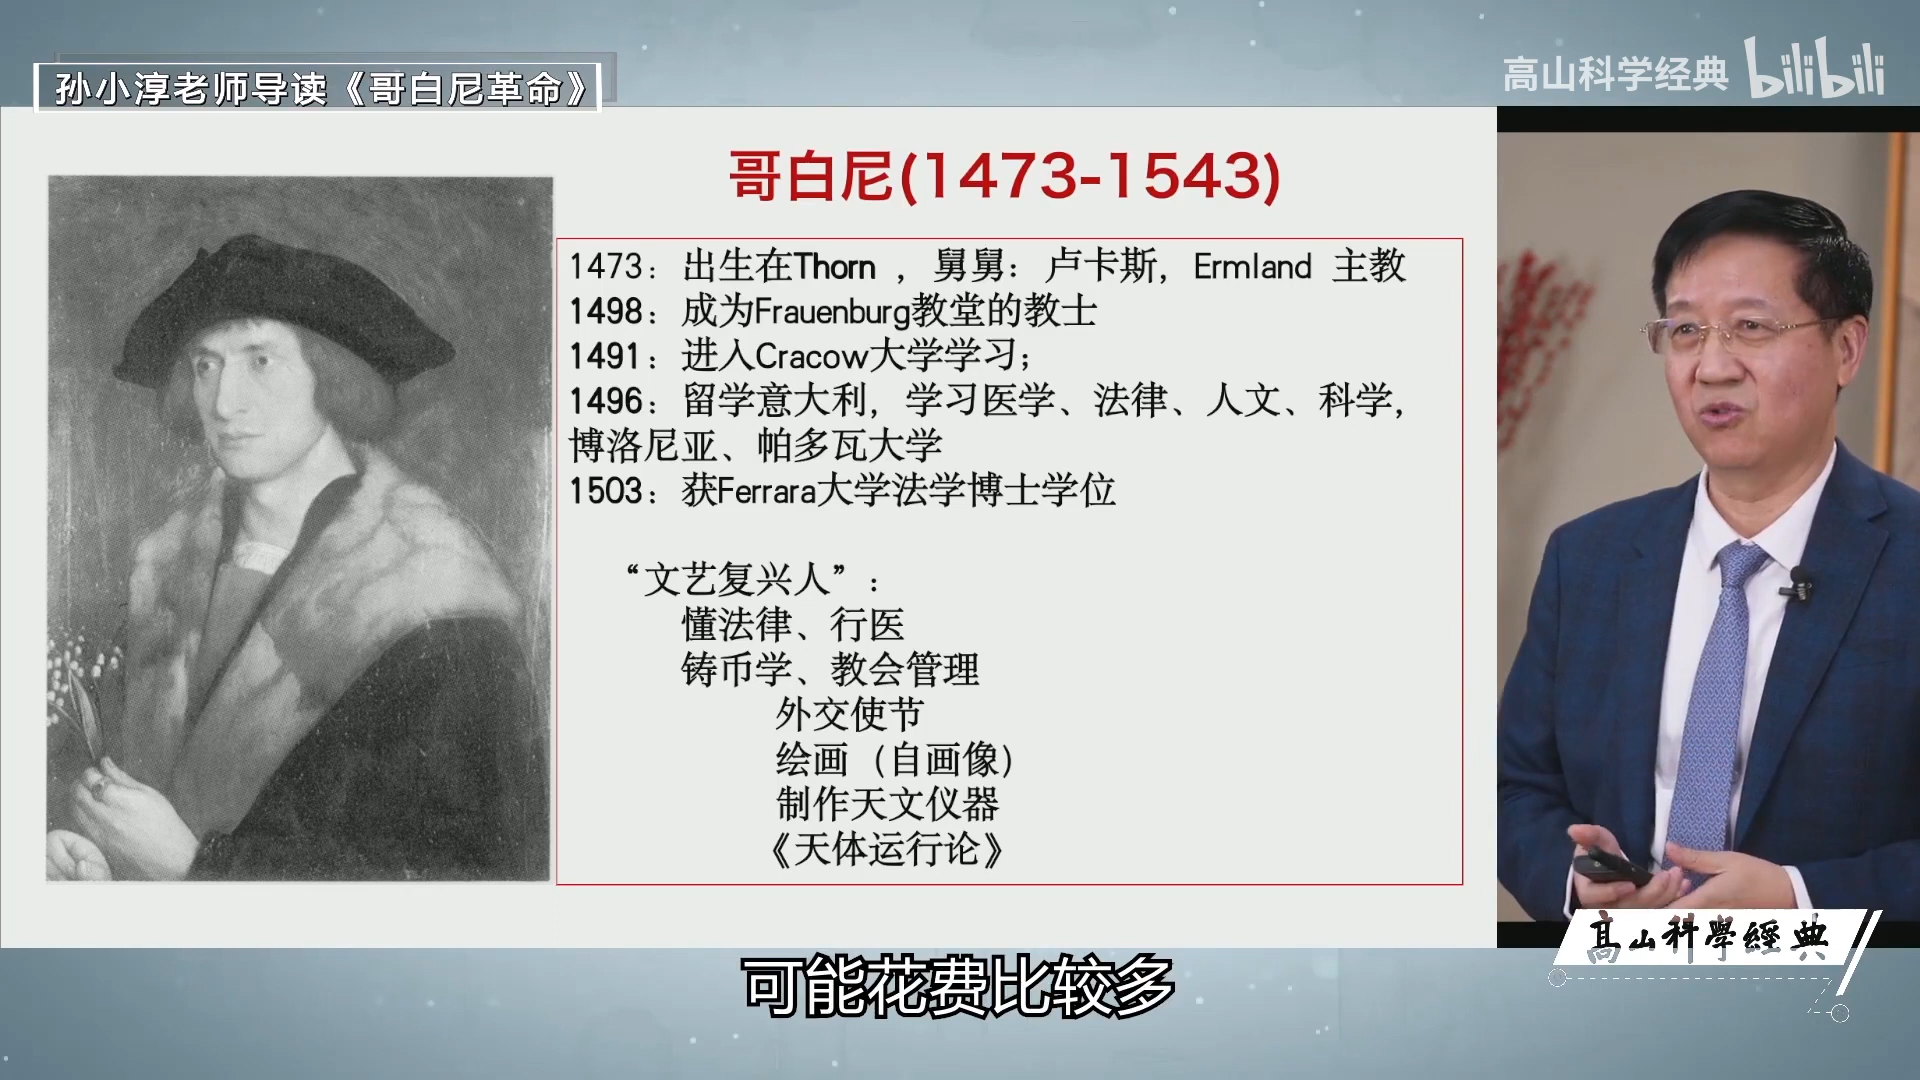 孙小淳老师导读《哥白尼革命》
高山科学经典 bilibili
哥白尼(1473-1543)
1473：出生在Thorn ，舅舅：卢卡斯，Ermland 主教
1498：成为Frauenburg教堂的教士
1491：进入Cracow大学学习；
1496：留学意大利，学习医学、法律、人文、科学，
博洛尼亚、帕多瓦大学
1503：获Ferrara大学法学博士学位
“文艺复兴人”：
懂法律、行医
铸币学、教会管理
外交使节
绘画（自画像）
制作天文仪器
《天体运行论》
高山科學經典
可能花费比较多